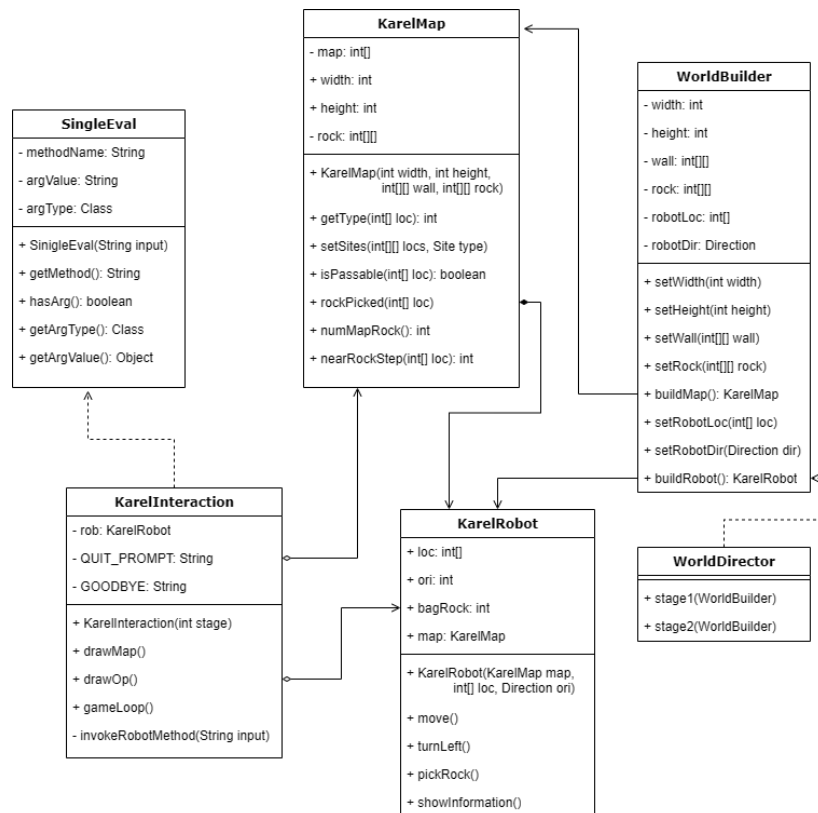 KarelMap
- map: int[]
+ width: int
+ height: int
- rock: int[][]
+ KarelMap(int width, int height,
int[][] wall, int[][] rock)
+ getType(int[] loc): int
+ setSites(int[][] locs, Site type)
+ isPassable(int[] loc): boolean
+ rockPicked(int[] loc)
+ numMapRock(): int
+ nearRockStep(int[] loc): int
WorldBuilder
- width: int
- height: int
- wall: int[][]
- rock: int[][]
- robotLoc: int[]
- robotDir: Direction
+ setWidth(int width)
+ setHeight(int height)
+ setWall(int[][] wall)
+ setRock(int[][] rock)
+ buildMap(): KarelMap
+ setRobotLoc(int[] loc)
+ setRobotDir(Direction dir)
+ buildRobot(): KarelRobot
SingleEval
- methodName: String
- argValue: String
- argType: Class
+ SinigleEval(String input)
+ getMethod(): String
+ hasArg(): boolean
+ getArgType(): Class
+ getArgValue(): Object
KarelInteraction
- rob: KarelRobot
- QUIT_PROMPT: String
- GOODBYE: String
+ KarelInteraction(int stage)
+ drawMap()
+ drawOp()
+ gameLoop()
- invokeRobotMethod(String input)
KarelRobot
+ loc: int[]
+ ori: int
+ bagRock: int
+ map: KarelMap
+ KarelRobot(KarelMap map,
int[] loc, Direction ori)
+ move()
+ turnLeft()
+ pickRock()
+ showInformation()
WorldDirector
+ stage1(WorldBuilder)
+ stage2(WorldBuilder)